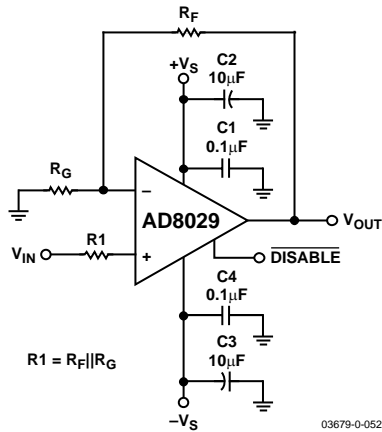 R_F
+V_S
C2
10μF
C1
0.1μF
R_G
–
AD8029
V_OUT
V_IN
R1
+
D̅I̅S̅A̅B̅L̅E̅
C4
0.1μF
R1 = R_F||R_G
C3
10μF
–V_S
03679-0-052